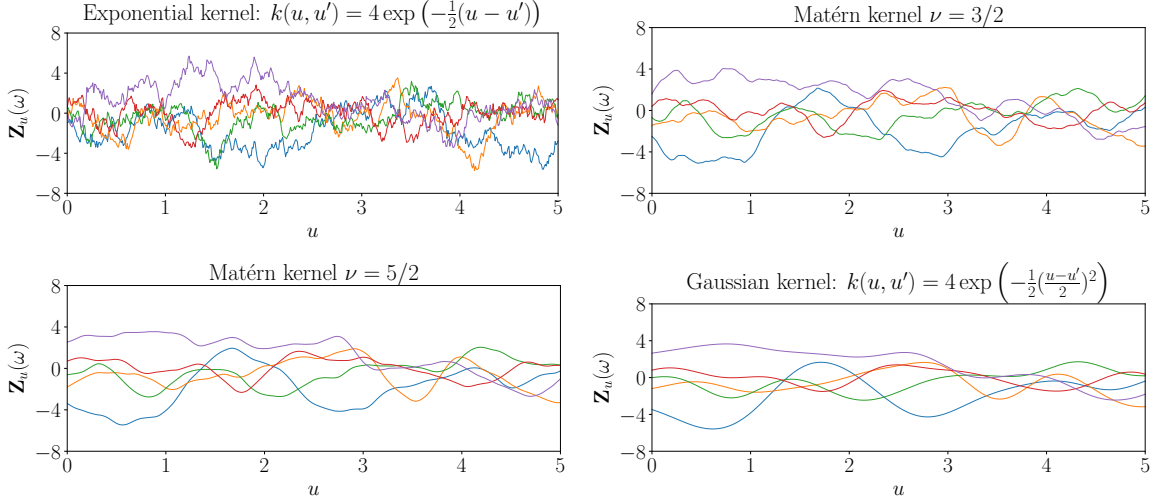 Exponential kernel: k(u, u′) = 4 exp (−½(u − u′))
8
4
0
−4
−8
Z_u(ω)
0 1 2 3 4 5
u
Matérn kernel ν = 3/2
8
4
0
−4
−8
Z_u(ω)
0 1 2 3 4 5
u
Matérn kernel ν = 5/2
8
4
0
−4
−8
Z_u(ω)
0 1 2 3 4 5
u
Gaussian kernel: k(u, u′) = 4 exp (−½((u−u′)/2)²)
8
4
0
−4
−8
Z_u(ω)
0 1 2 3 4 5
u